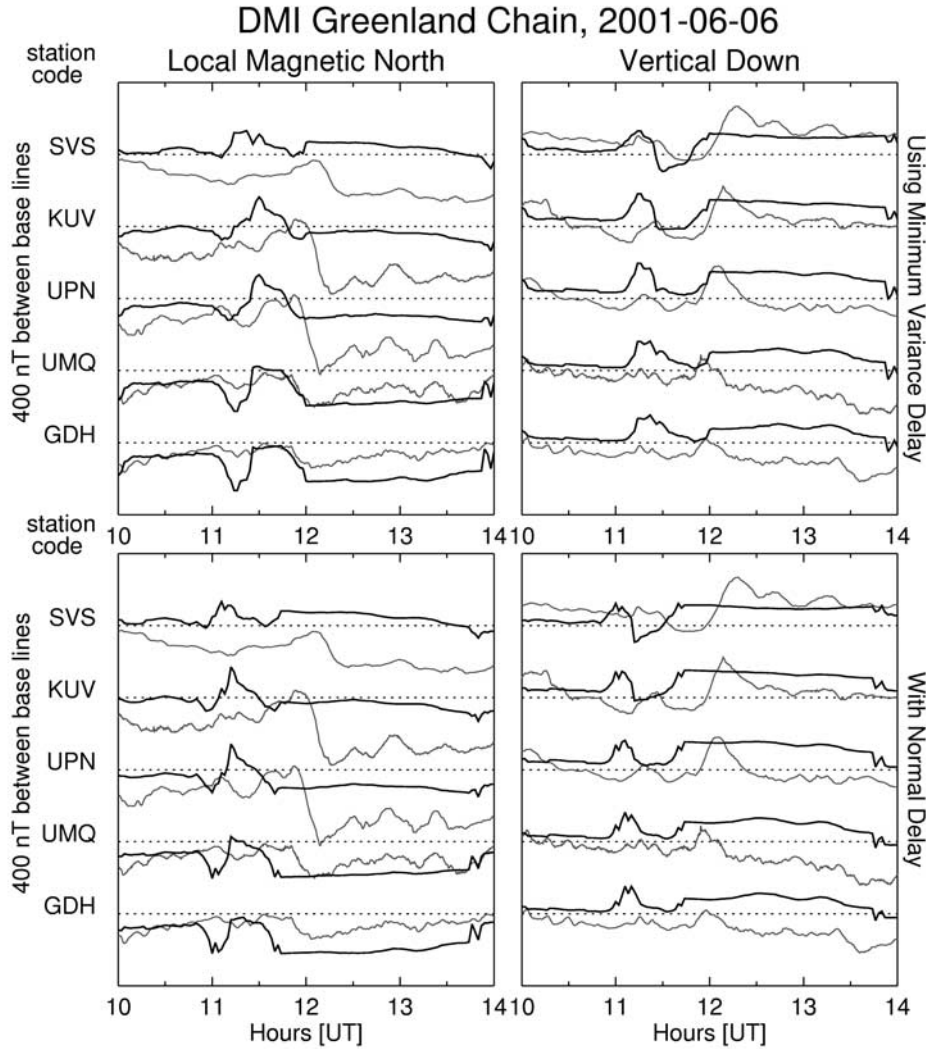 DMI Greenland Chain, 2001-06-06
station
code
Local Magnetic North
Vertical Down
400 nT between base lines
SVS
KUV
UPN
UMQ
GDH
Using Minimum Variance Delay
10 11 12 13 14
10 11 12 13 14
station
code
400 nT between base lines
SVS
KUV
UPN
UMQ
GDH
With Normal Delay
10 11 12 13 14
10 11 12 13 14
Hours [UT]
Hours [UT]